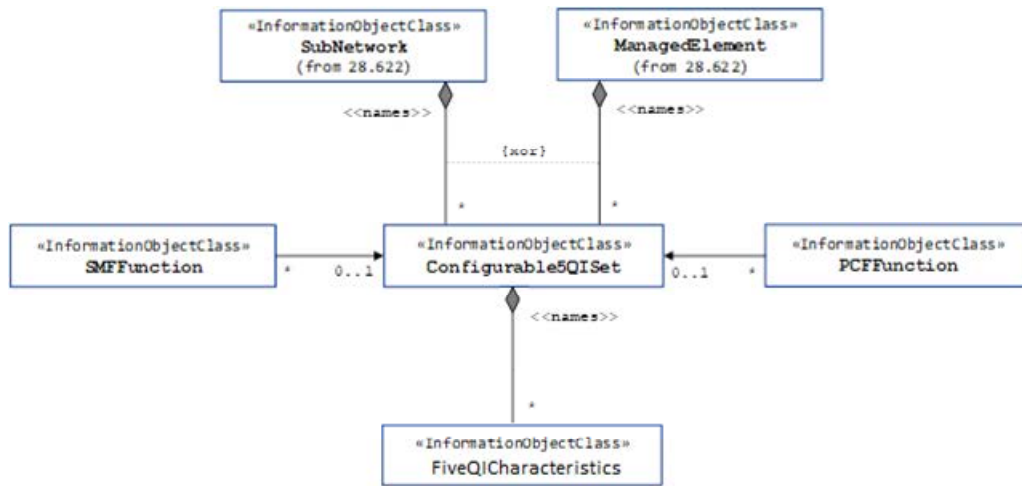 «InformationObjectClass»
SubNetwork
(from 28.622)
«InformationObjectClass»
ManagedElement
(from 28.622)
<<names>>
<<names>>
{xor}
*
*
«InformationObjectClass»
SMFFunction
*
0..1
«InformationObjectClass»
Configurable5QISet
0..1
*
«InformationObjectClass»
PCFFunction
<<names>>
*
«InformationObjectClass»
FiveQICharacteristics